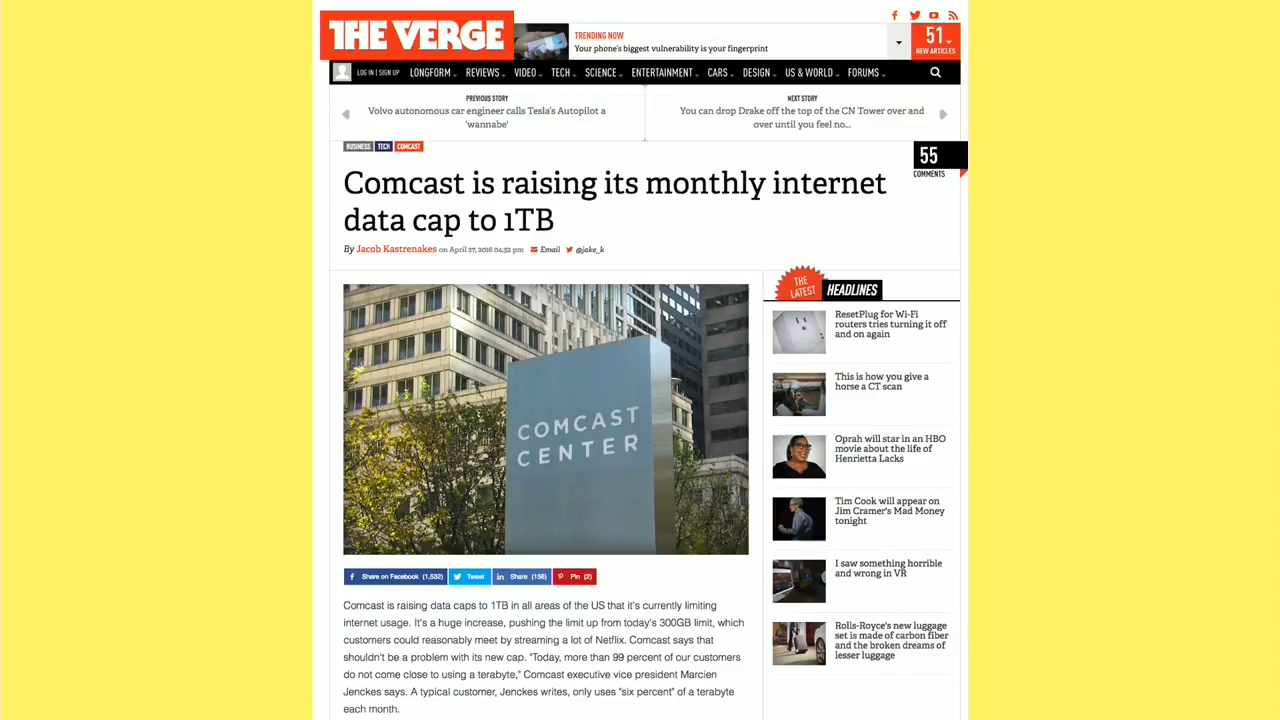 THE VERGE
TRENDING NOW
Your phone's biggest vulnerability is your fingerprint
51
NEW ARTICLES
LOG IN | SIGN UP
LONGFORM
REVIEWS
VIDEO
TECH
SCIENCE
ENTERTAINMENT
CARS
DESIGN
US & WORLD
FORUMS
PREVIOUS STORY
Volvo autonomous car engineer calls Tesla's Autopilot a
'wannabe'
NEXT STORY
You can drop Drake off the top of the CN Tower over and
over until you feel no...
BUSINESS
TECH
COMCAST
55
COMMENTS
Comcast is raising its monthly internet
data cap to 1TB
By Jacob Kastrenakes on April 27, 2016 04:52 pm Email @jake_k
COMCAST
CENTER
Share on Facebook (1,532)
Tweet
Share (156)
Pin (2)
Comcast is raising data caps to 1TB in all areas of the US that it's currently limiting
internet usage. It's a huge increase, pushing the limit up from today's 300GB limit, which
customers could reasonably meet by streaming a lot of Netflix. Comcast says that
shouldn't be a problem with its new cap. "Today, more than 99 percent of our customers
do not come close to using a terabyte," Comcast executive vice president Marcien
Jenckes says. A typical customer, Jenckes writes, only uses "six percent" of a terabyte
each month.
THE
LATEST
HEADLINES
ResetPlug for Wi-Fi
routers tries turning it off
and on again
This is how you give a
horse a CT scan
Oprah will star in an HBO
movie about the life of
Henrietta Lacks
Tim Cook will appear on
Jim Cramer's Mad Money
tonight
I saw something horrible
and wrong in VR
Rolls-Royce's new luggage
set is made of carbon fiber
and the broken dreams of
lesser luggage